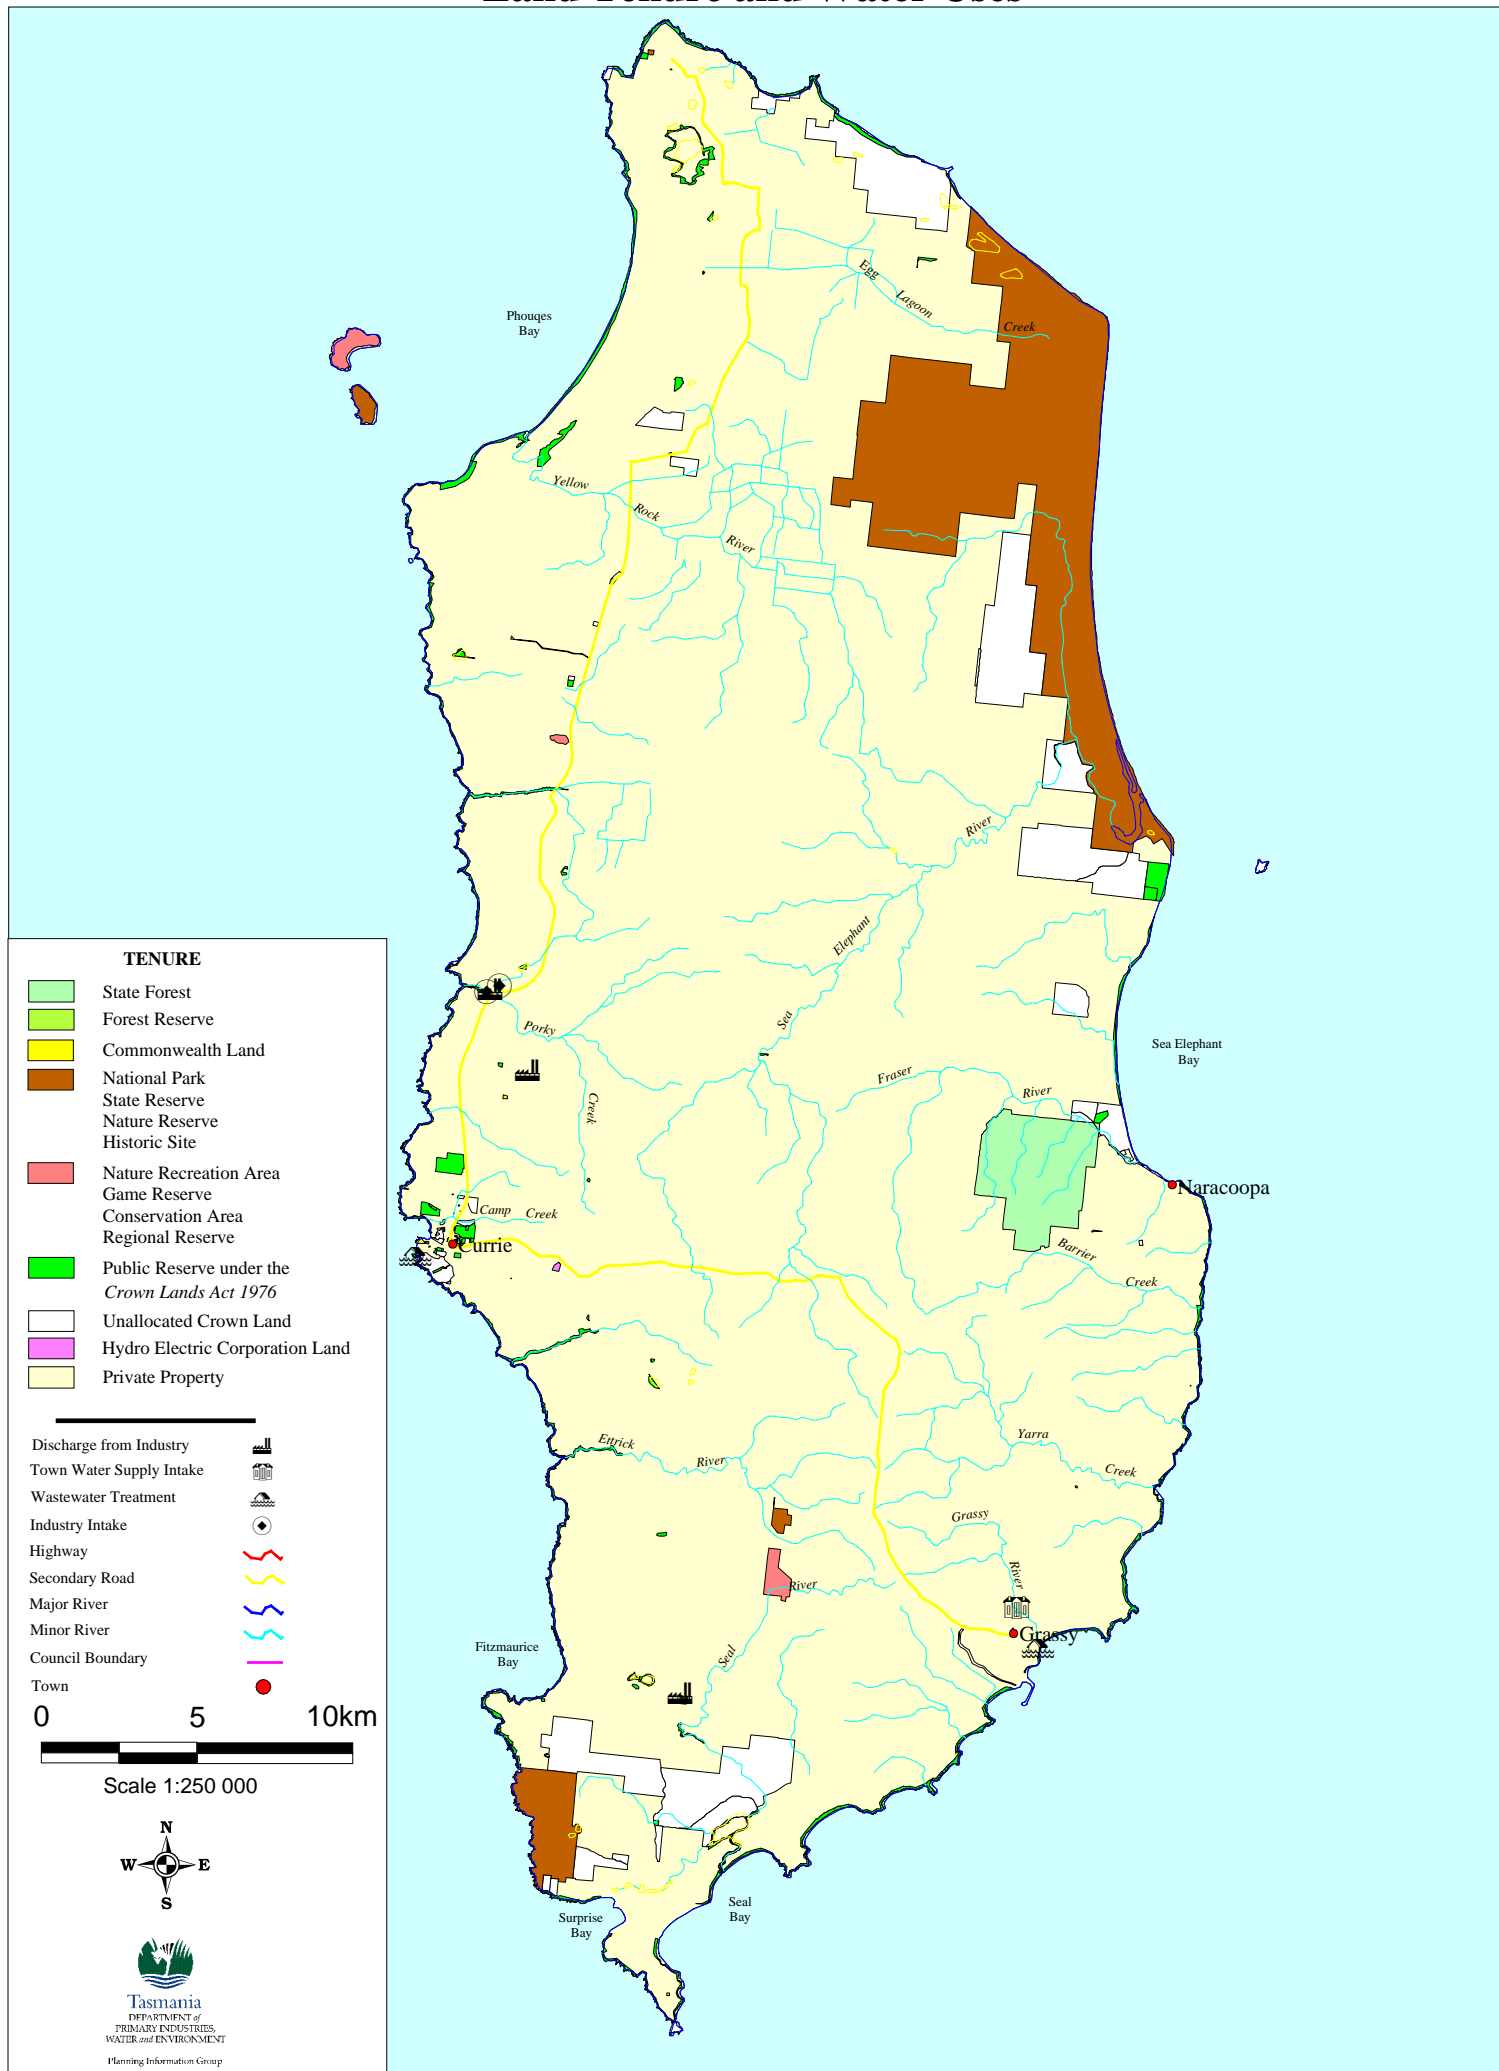 Land Tenure and Water Uses
Phouqes
Bay
Egg
Lagoon
Creek
Yellow
Rock
River
River
Elephant
Sea
Porky
Creek
Fraser
River
Sea Elephant
Bay
Naracoopa
Camp
Creek
Currie
Barrier
Creek
Ettrick
River
Yarra
Creek
Grassy
River
River
Seal
Grassy
Fitzmaurice
Bay
Surprise
Bay
Seal
Bay
TENURE
State Forest
Forest Reserve
Commonwealth Land
National Park
State Reserve
Nature Reserve
Historic Site
Nature Recreation Area
Game Reserve
Conservation Area
Regional Reserve
Public Reserve under the
Crown Lands Act 1976
Unallocated Crown Land
Hydro Electric Corporation Land
Private Property
Discharge from Industry
Town Water Supply Intake
Wastewater Treatment
Industry Intake
Highway
Secondary Road
Major River
Minor River
Council Boundary
Town
0 5 10km
Scale 1:250 000
N
W E
S
Tasmania
DEPARTMENT of
PRIMARY INDUSTRIES,
WATER and ENVIRONMENT
Planning Information Group